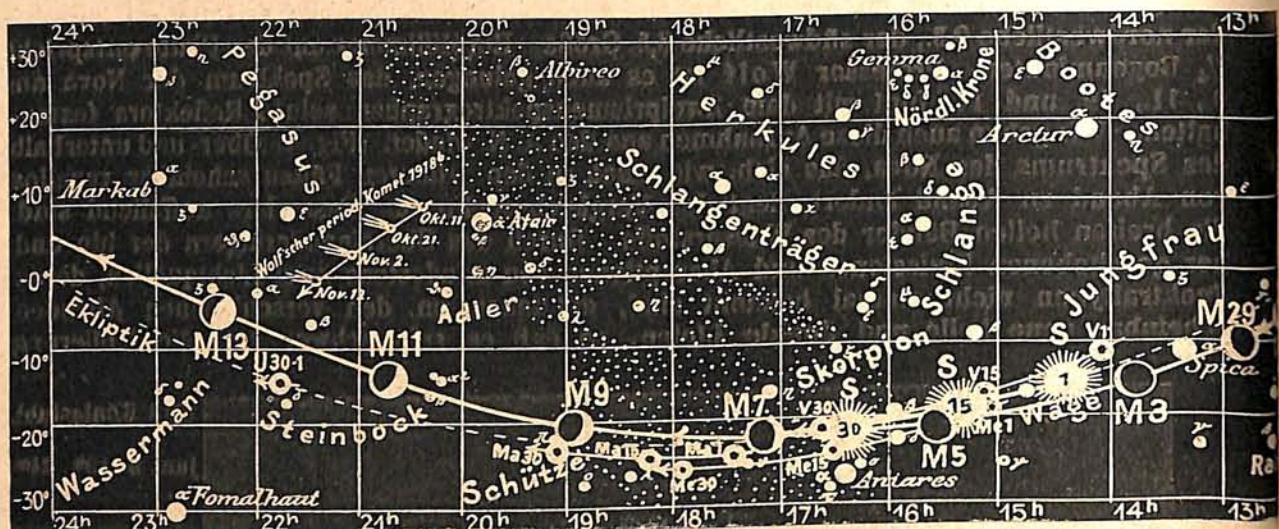 24h 23h 22h 21h 20h 19h 18h 17h 16h 15h 14h 13h
+30° +20° +10° -0° -10° -20° -30°
Pegasus
η
β
ζ
β
Albireo
μ
Herkules
δ
β
γ
Gemma
β
ε δ γ α
Nördl. Krone
ε
Bootes
α
Arctur
η
Markab
α
ζ
ε
Wolf'scher period. Komet 1918b
Okt. 11.
Okt. 21.
Nov. 2.
Nov. 13.
γ
α Atair
β
η
ζ
δ
Adler
Schlangenträger
α
κ
β
η
Schlange
β
δ
α
ε
μ
Jungfrau
ε
ζ
Ekliptik
M13
U30-1
M11
α
β
M9
M7
M5
M3
M29
Skorpion
S
S
S
V1
V15
V30
30
15
1
Spica
α
Wage
Me1
Me15
Me30
Ma1
Ma15
Ma30
Wassermann
Steinbock
Schütze
Antares
α
γ
α Fomalhaut
Ra
24h 23h 22h 21h 20h 19h 18h 17h 16h 15h 14h 13h